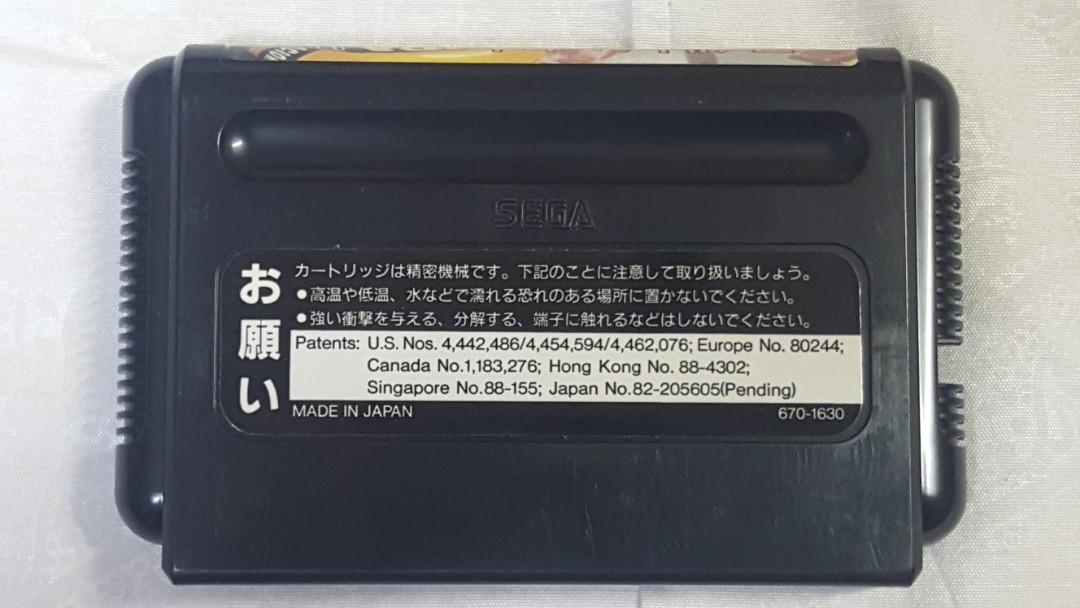 SEGA
お願い
カートリッジは精密機械です。下記のことに注意して取り扱いましょう。
●高温や低温、水などで濡れる恐れのある場所に置かないでください。
●強い衝撃を与える、分解する、端子に触れるなどはしないでください。
Patents: U.S. Nos. 4,442,486/4,454,594/4,462,076; Europe No. 80244;
Canada No.1,183,276; Hong Kong No. 88-4302;
Singapore No.88-155; Japan No.82-205605(Pending)
MADE IN JAPAN 670-1630